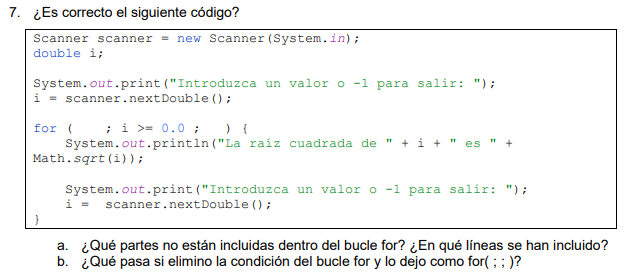 7. ¿Es correcto el siguiente código?
Scanner scanner = new Scanner(System.in);
double i;
System.out.print("Introduzca un valor o -1 para salir: ");
i = scanner.nextDouble();
for (    ; i >= 0.0 ;   ) {
System.out.println("La raíz cuadrada de " + i + " es " +
Math.sqrt(i));
System.out.print("Introduzca un valor o -1 para salir: ");
i =  scanner.nextDouble();
}
a. ¿Qué partes no están incluidas dentro del bucle for? ¿En qué líneas se han incluido?
b. ¿Qué pasa si elimino la condición del bucle for y lo dejo como for( ; ; )?